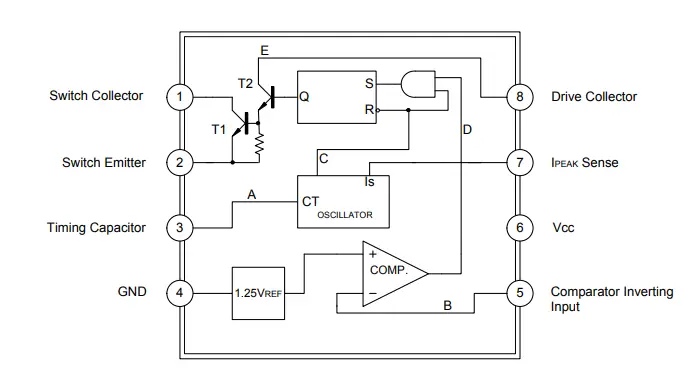 E
T2
S
Switch Collector
1
Q
8
Drive Collector
R
T1
D
Switch Emitter
2
C
7
IPEAK Sense
Is
A
CT
Timing Capacitor
3
OSCILLATOR
6
Vcc
+
COMP.
GND
4
1.25VREF
−
5
Comparator Inverting
Input
B